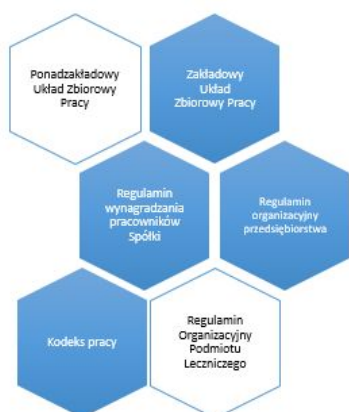 Ponadzakładowy
Układ Zbiorowy
Pracy
Zakładowy
Układ
Zbiorowy Pracy
Regulamin
wynagradzania
pracowników
Spółki
Regulamin
organizacyjny
przedsiębiorstwa
Kodeks pracy
Regulamin
Organizacyjny
Podmiotu
Leczniczego